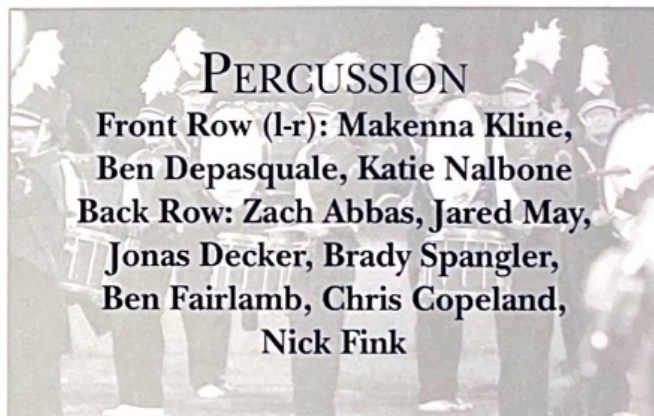 PERCUSSION
Front Row (l-r): Makenna Kline,
Ben Depasquale, Katie Nalbone
Back Row: Zach Abbas, Jared May,
Jonas Decker, Brady Spangler,
Ben Fairlamb, Chris Copeland,
Nick Fink